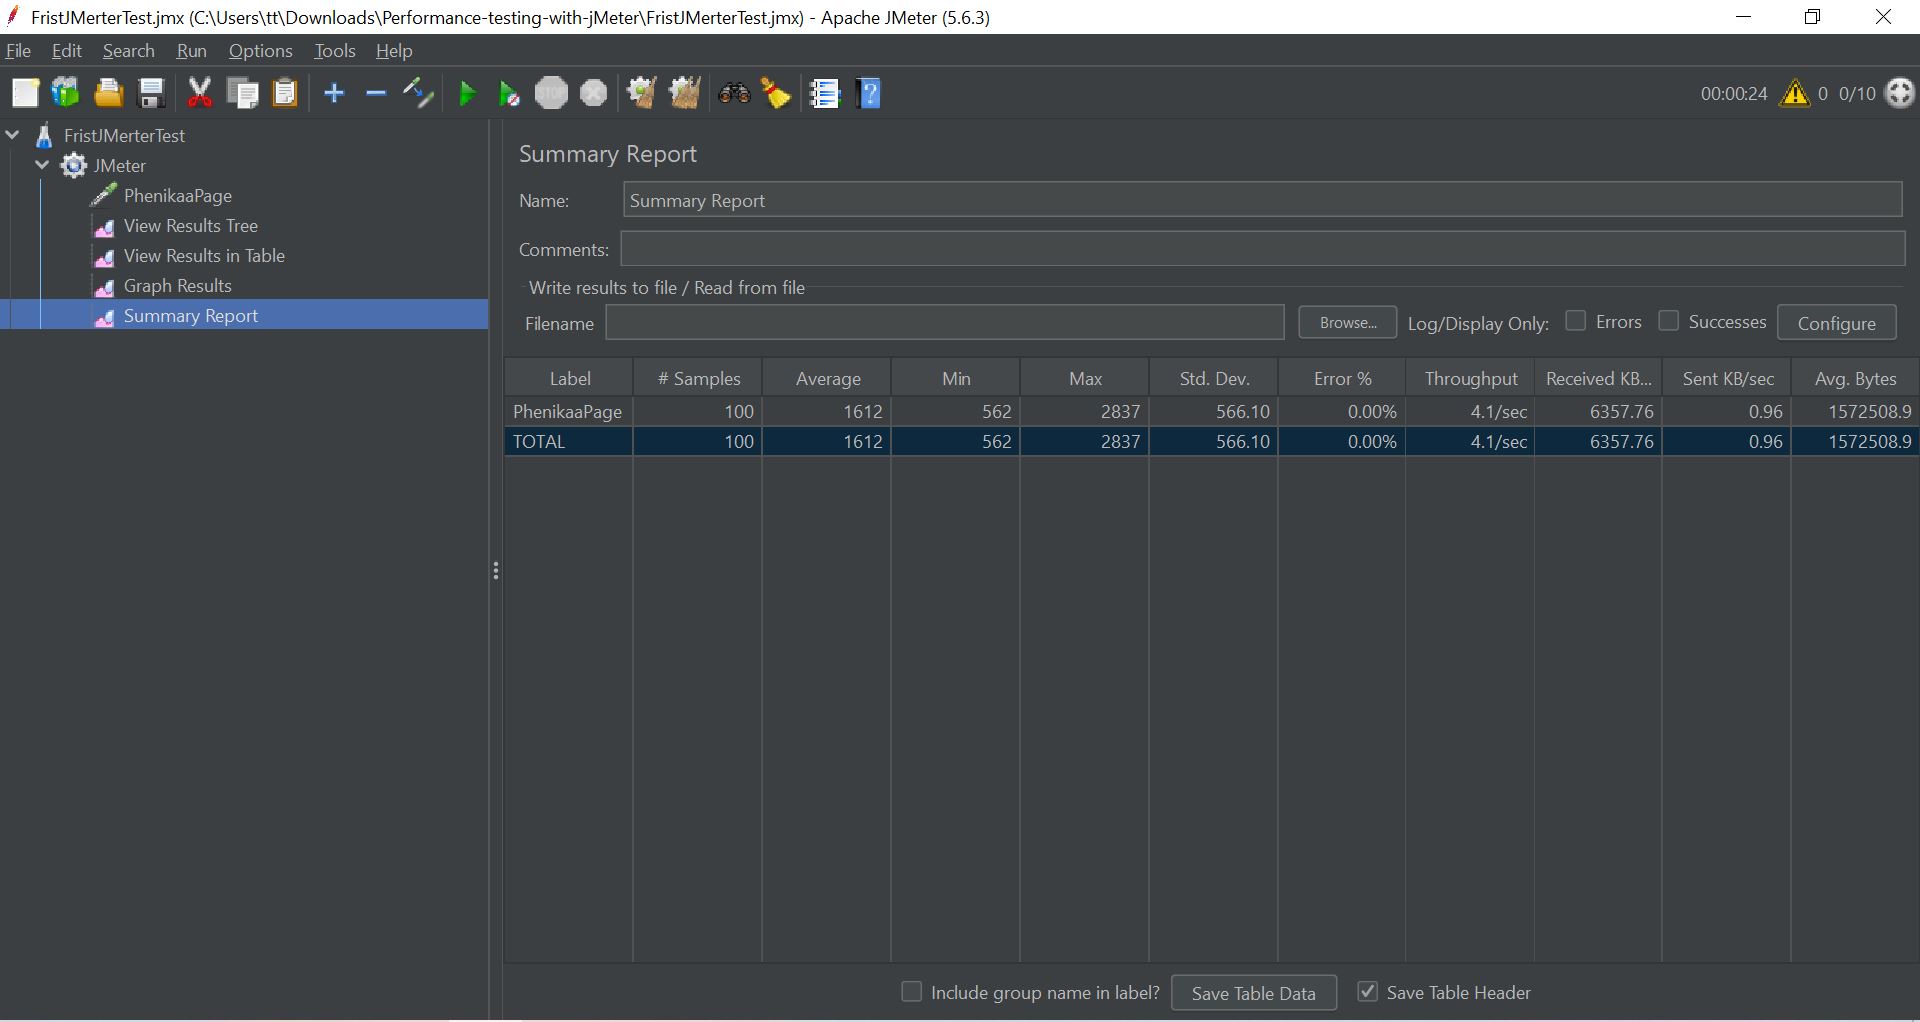 FristJMerterTest.jmx (C:\Users\tt\Downloads\Performance-testing-with-jMeter\FristJMerterTest.jmx) - Apache JMeter (5.6.3)
File Edit Search Run Options Tools Help
STOP 00:00:24 0 0/10
FristJMerterTest
JMeter
PhenikaaPage
View Results Tree
View Results in Table
Graph Results
Summary Report
Summary Report
Name: Summary Report
Comments:
Write results to file / Read from file
Filename Browse... Log/Display Only: Errors Successes Configure
Label # Samples Average Min Max Std. Dev. Error % Throughput Received KB... Sent KB/sec Avg. Bytes
PhenikaaPage 100 1612 562 2837 566.10 0.00% 4.1/sec 6357.76 0.96 1572508.9
TOTAL 100 1612 562 2837 566.10 0.00% 4.1/sec 6357.76 0.96 1572508.9
Include group name in label? Save Table Data Save Table Header